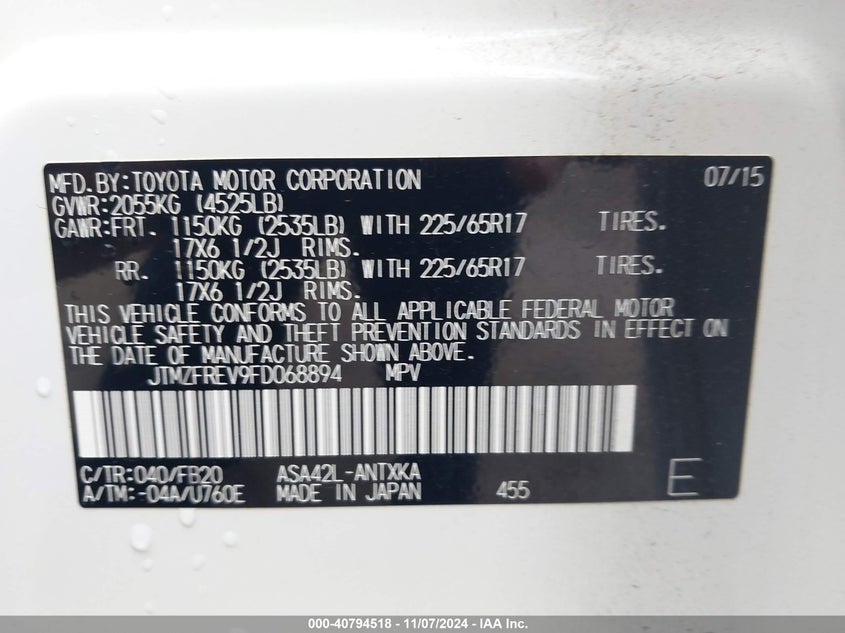 MFD.BY:TOYOTA MOTOR CORPORATION 07/15
GVWR:2055KG (4525LB)
GAWR:FRT. 1150KG (2535LB) WITH 225/65R17 TIRES.
17X6 1/2J RIMS.
RR. 1150KG (2535LB) WITH 225/65R17 TIRES.
17X6 1/2J RIMS.
THIS VEHICLE CONFORMS TO ALL APPLICABLE FEDERAL MOTOR
VEHICLE SAFETY AND THEFT PREVENTION STANDARDS IN EFFECT ON
THE DATE OF MANUFACTURE SHOWN ABOVE.
JTMZFREV9FD068894 MPV
C/TR:040/FB20 ASA42L-ANTXKA
A/TM:-04A/U760E MADE IN JAPAN 455 E
000-40794518 - 11/07/2024 - IAA Inc.